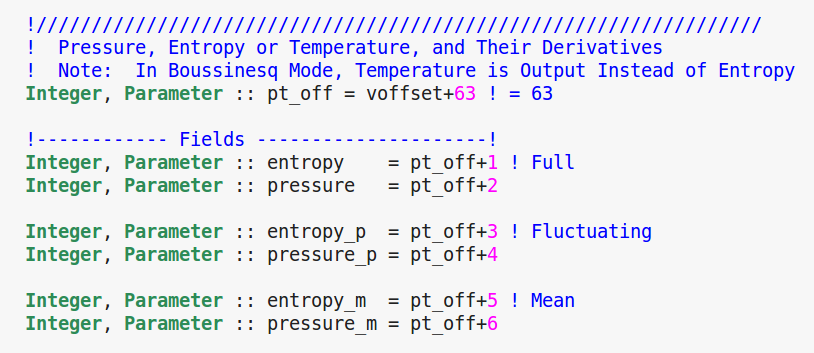 !//////////////////////////////////////////////////////////////////
!  Pressure, Entropy or Temperature, and Their Derivatives
!  Note:  In Boussinesq Mode, Temperature is Output Instead of Entropy
Integer, Parameter :: pt_off = voffset+63 ! = 63
!------------ Fields ---------------------!
Integer, Parameter :: entropy    = pt_off+1 ! Full
Integer, Parameter :: pressure   = pt_off+2
Integer, Parameter :: entropy_p  = pt_off+3 ! Fluctuating
Integer, Parameter :: pressure_p = pt_off+4
Integer, Parameter :: entropy_m  = pt_off+5 ! Mean
Integer, Parameter :: pressure_m = pt_off+6